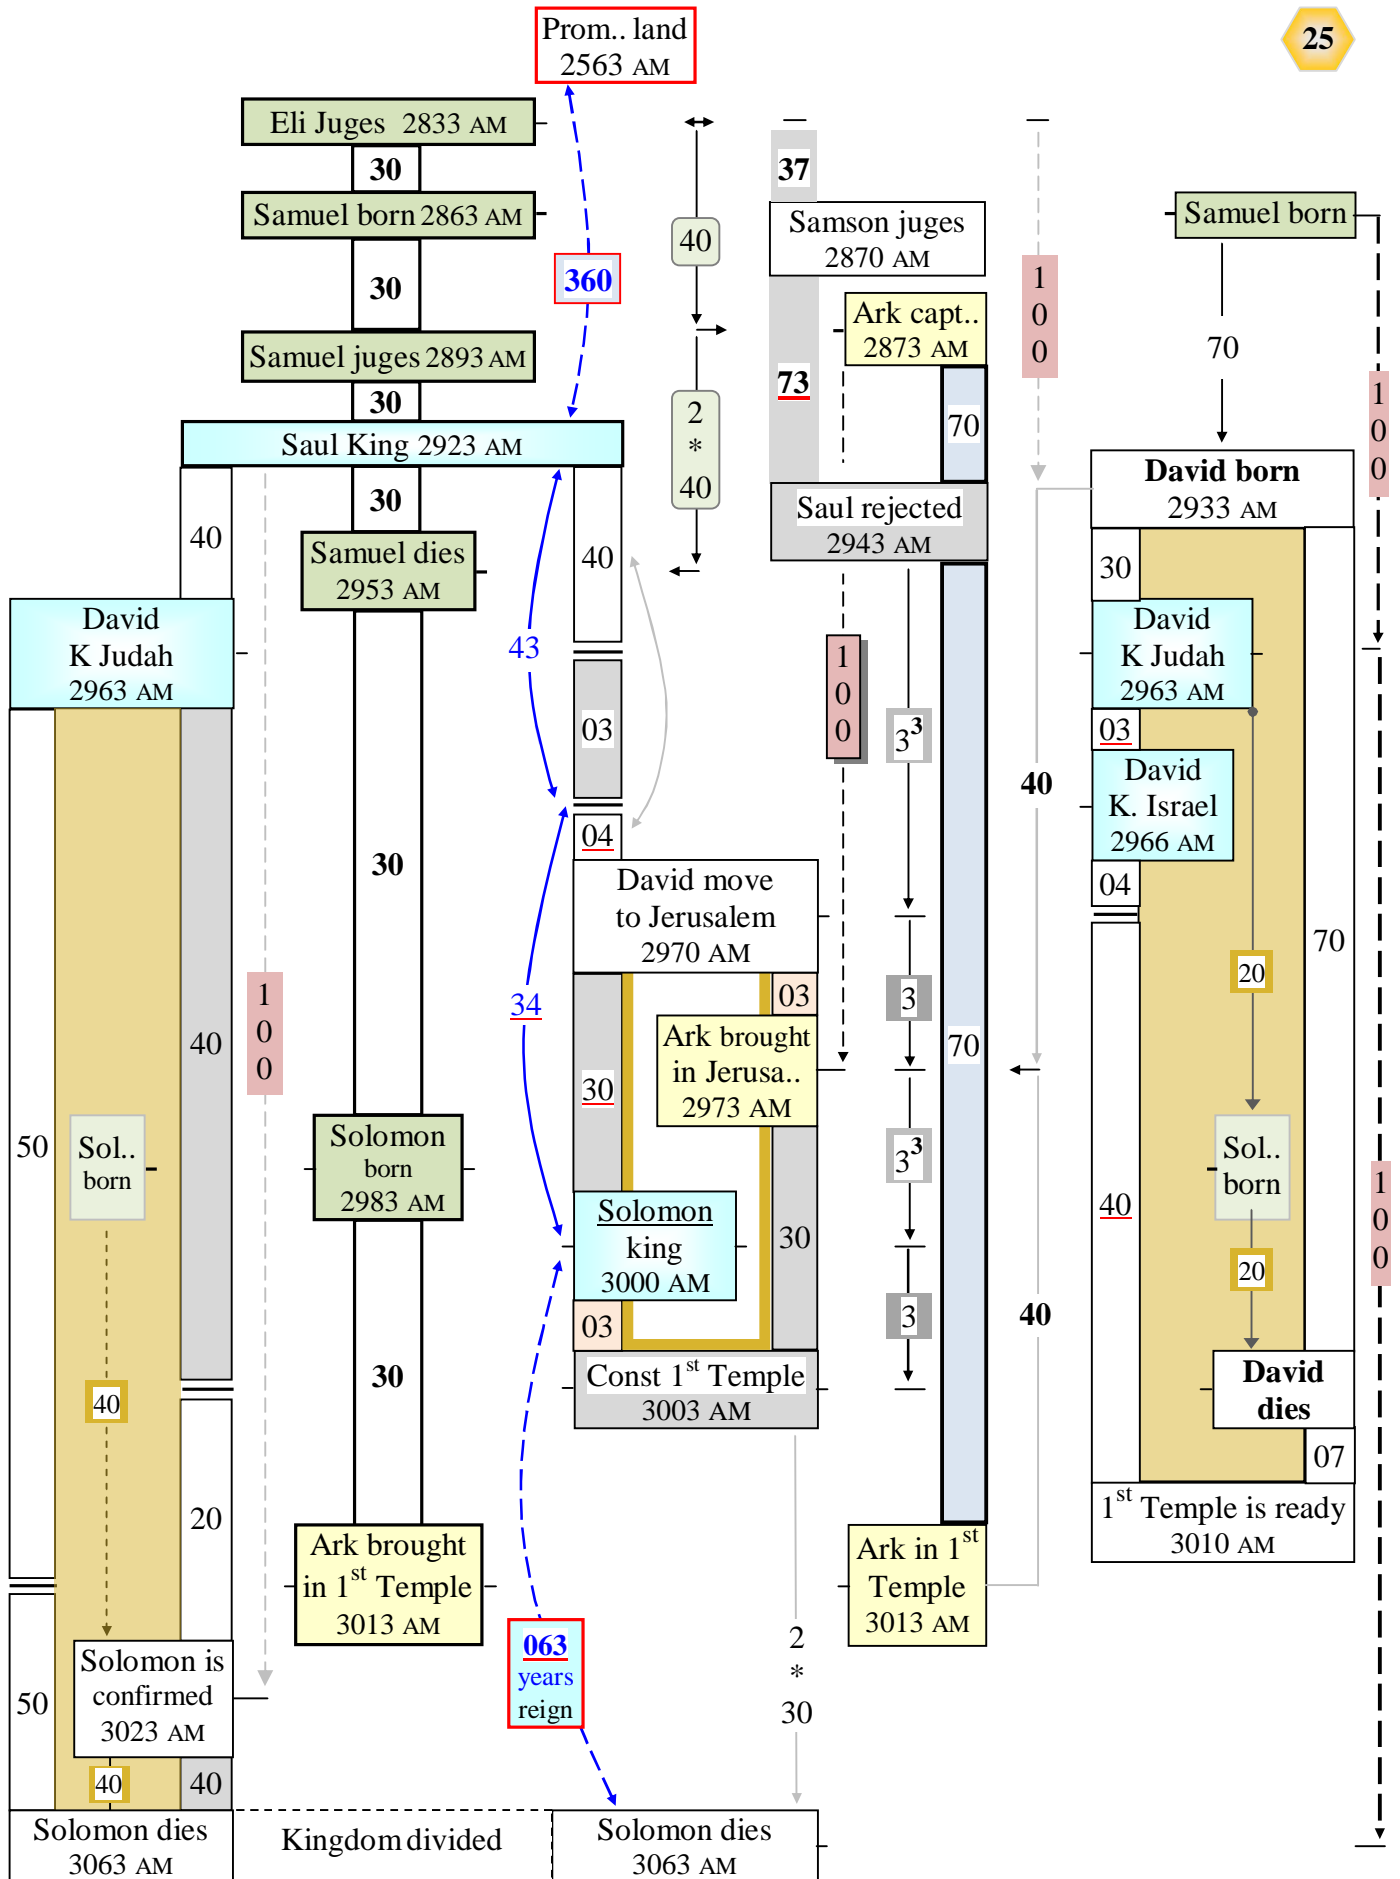 Prom.. land
2563 AM
25
Eli Juges 2833 AM
30
37
Samuel born 2863 AM
Samson juges
2870 AM
Samuel born
40
30
360
1
0
0
Ark capt..
2873 AM
Samuel juges 2893 AM
70
73
30
2
*
40
70
1
0
0
Saul King 2923 AM
David born
2933 AM
30
Saul rejected
2943 AM
40
Samuel dies
2953 AM
40
30
David
K Judah
2963 AM
43
1
0
0
David
K Judah
2963 AM
03
3³
03
40
David
K. Israel
2966 AM
04
David move
to Jerusalem
2970 AM
30
04
70
1
0
0
34
03
3
20
40
Ark brought
in Jerusa..
2973 AM
70
30
50
Sol..
born
Solomon
born
2983 AM
3³
Sol..
born
40
1
0
0
Solomon
king
3000 AM
30
20
03
3
40
Const 1st Temple
3003 AM
David
dies
40
30
07
20
1st Temple is ready
3010 AM
Ark brought
in 1st Temple
3013 AM
Ark in 1st
Temple
3013 AM
063
years
reign
2
*
30
Solomon is
confirmed
3023 AM
50
40
40
Solomon dies
3063 AM
Kingdom divided
Solomon dies
3063 AM